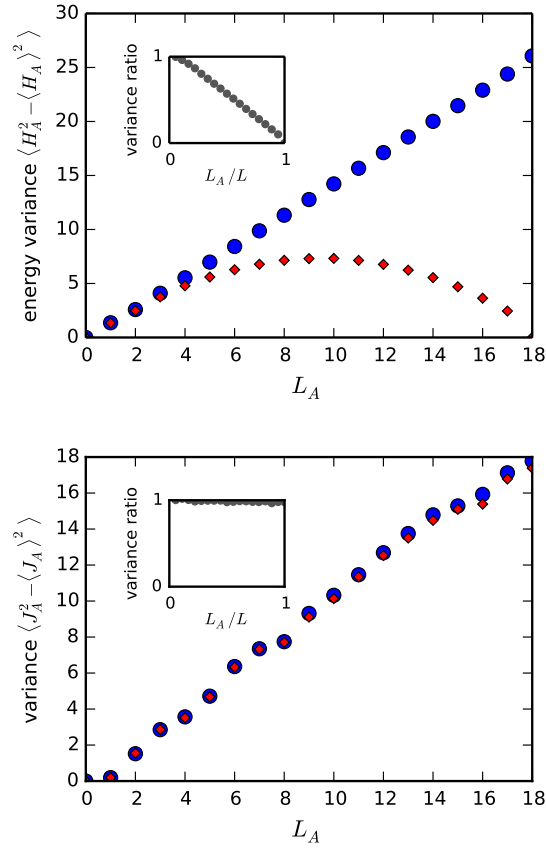 30
25
20
15
10
5
0
energy variance ⟨H_A^2 − ⟨H_A⟩^2⟩
variance ratio
1
0
0
1
L_A/L
0 2 4 6 8 10 12 14 16 18
L_A
18
16
14
12
10
8
6
4
2
0
variance ⟨J_A^2 − ⟨J_A⟩^2⟩
variance ratio
1
0
0
1
L_A/L
0 2 4 6 8 10 12 14 16 18
L_A